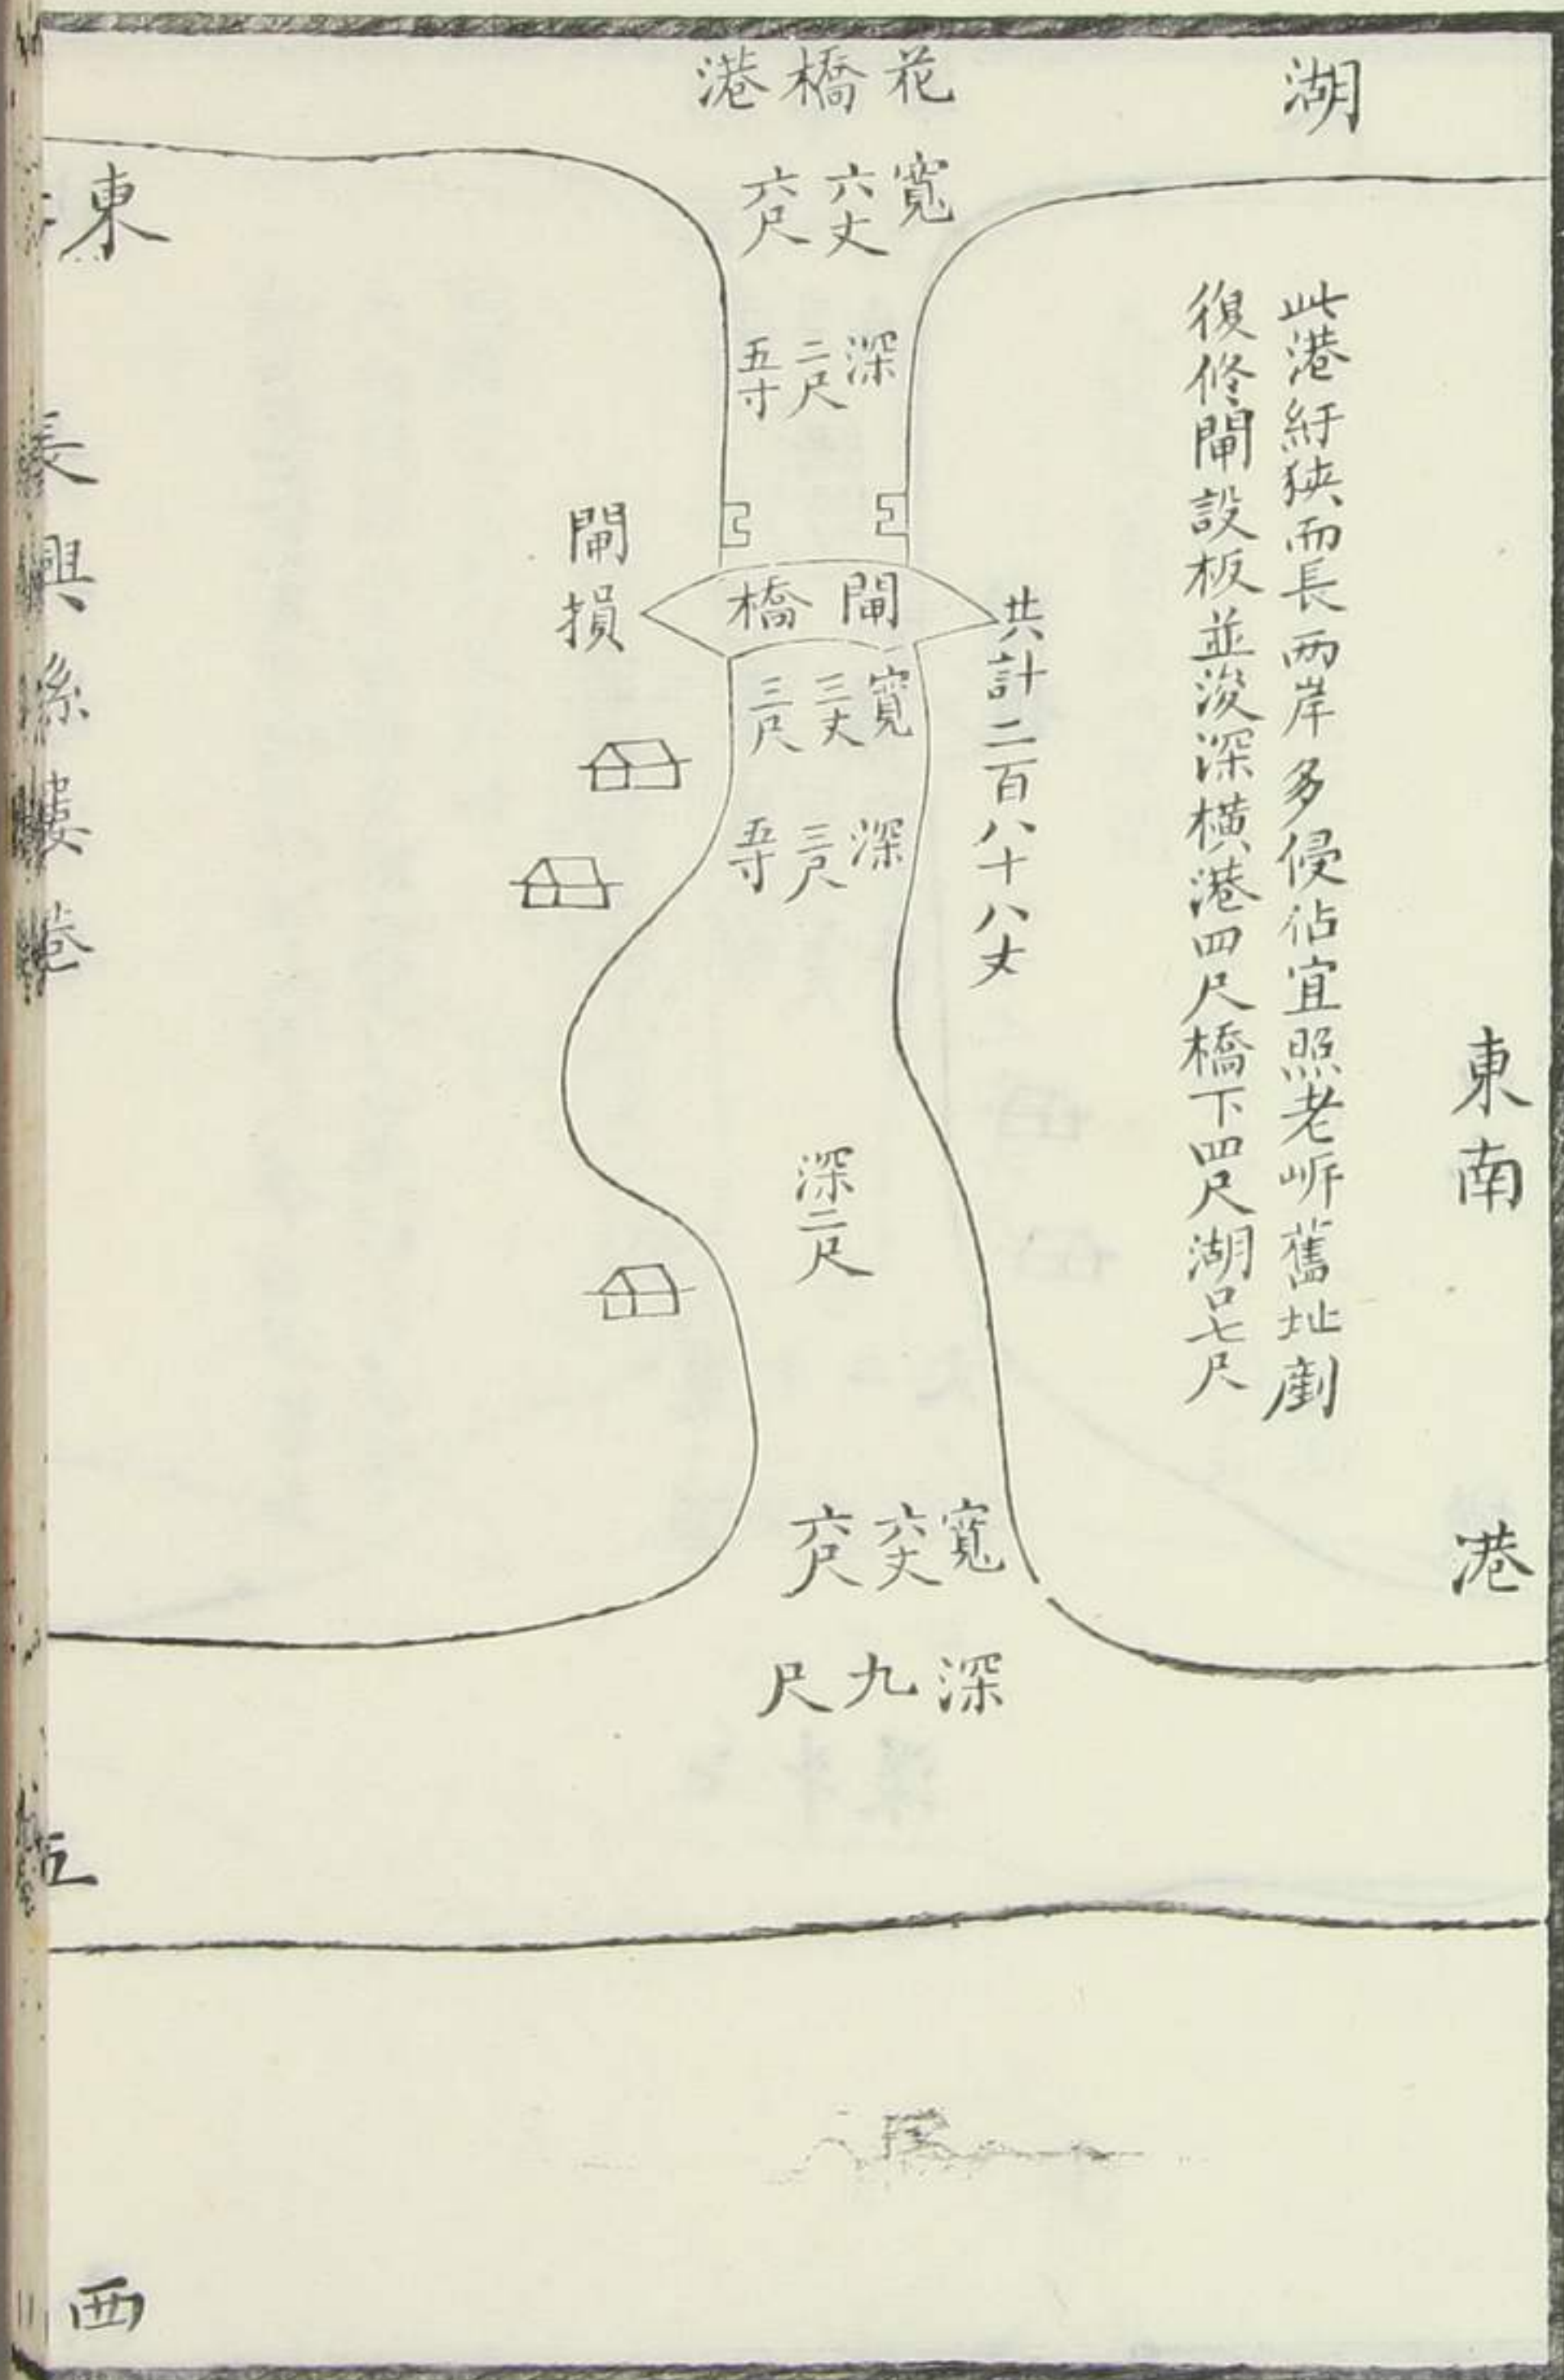 湖
東南
港
此港紆狹而長兩岸多侵佔宜照老岸舊址劃
復修閘設板並浚深橫港四尺橋下四尺湖口七尺
花橋港
寬六丈六尺
深二尺五寸
閘橋
閘損
共計二百八十八丈
寬三丈三尺
深三尺五寸
深二尺
寬六丈六尺
深九尺
東
長興縣婁港
五
西